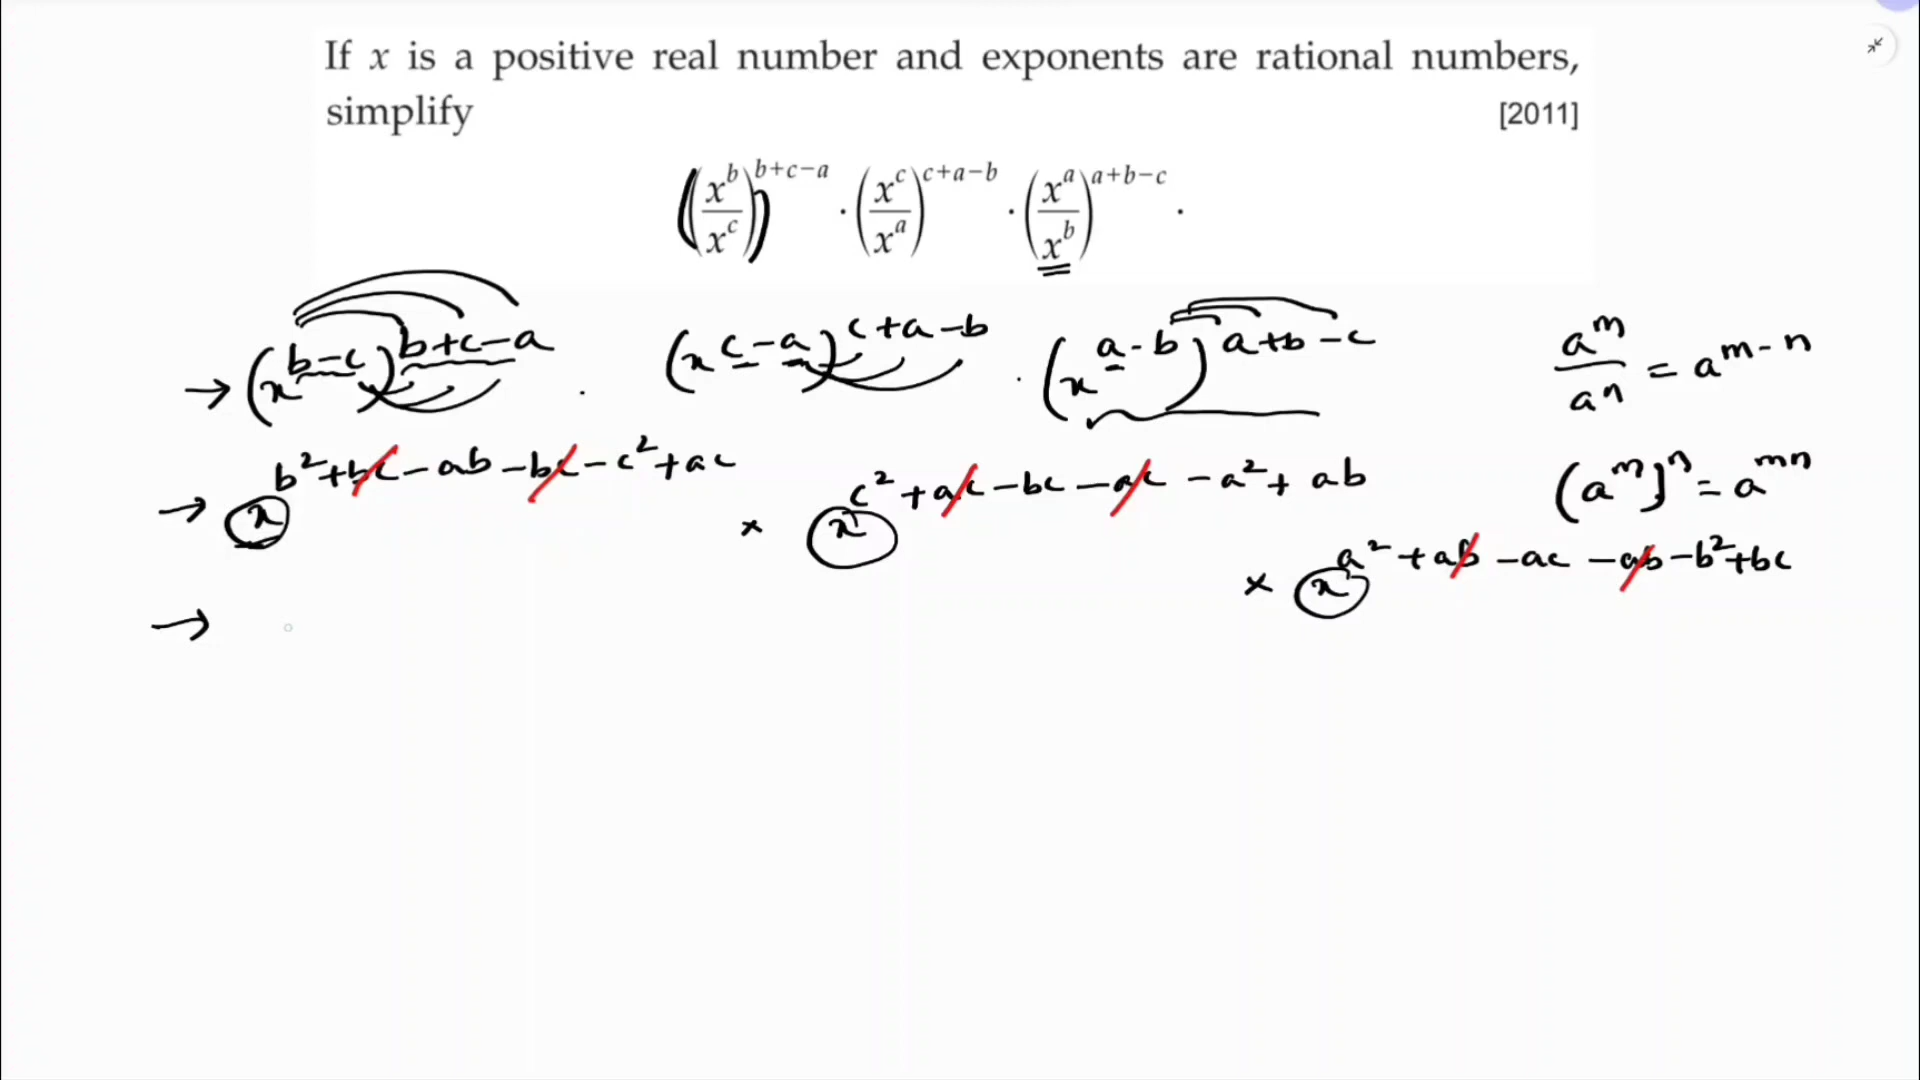 If x is a positive real number and exponents are rational numbers,
simplify [2011]
(x^b/x^c)^(b+c−a) · (x^c/x^a)^(c+a−b) · (x^a/x^b)^(a+b−c) .
→ (x^(b−c))^(b+c−a) . (x^(c−a))^(c+a−b) . (x^(a-b))^(a+b−c)
a^m/a^n = a^(m-n)
→ x^(b²+bc−ab−bc−c²+ac) × x^(c²+ac−bc−ac−a²+ab)
(a^m)^n = a^(mn)
× x^(a²+ab−ac−ab−b²+bc)
→